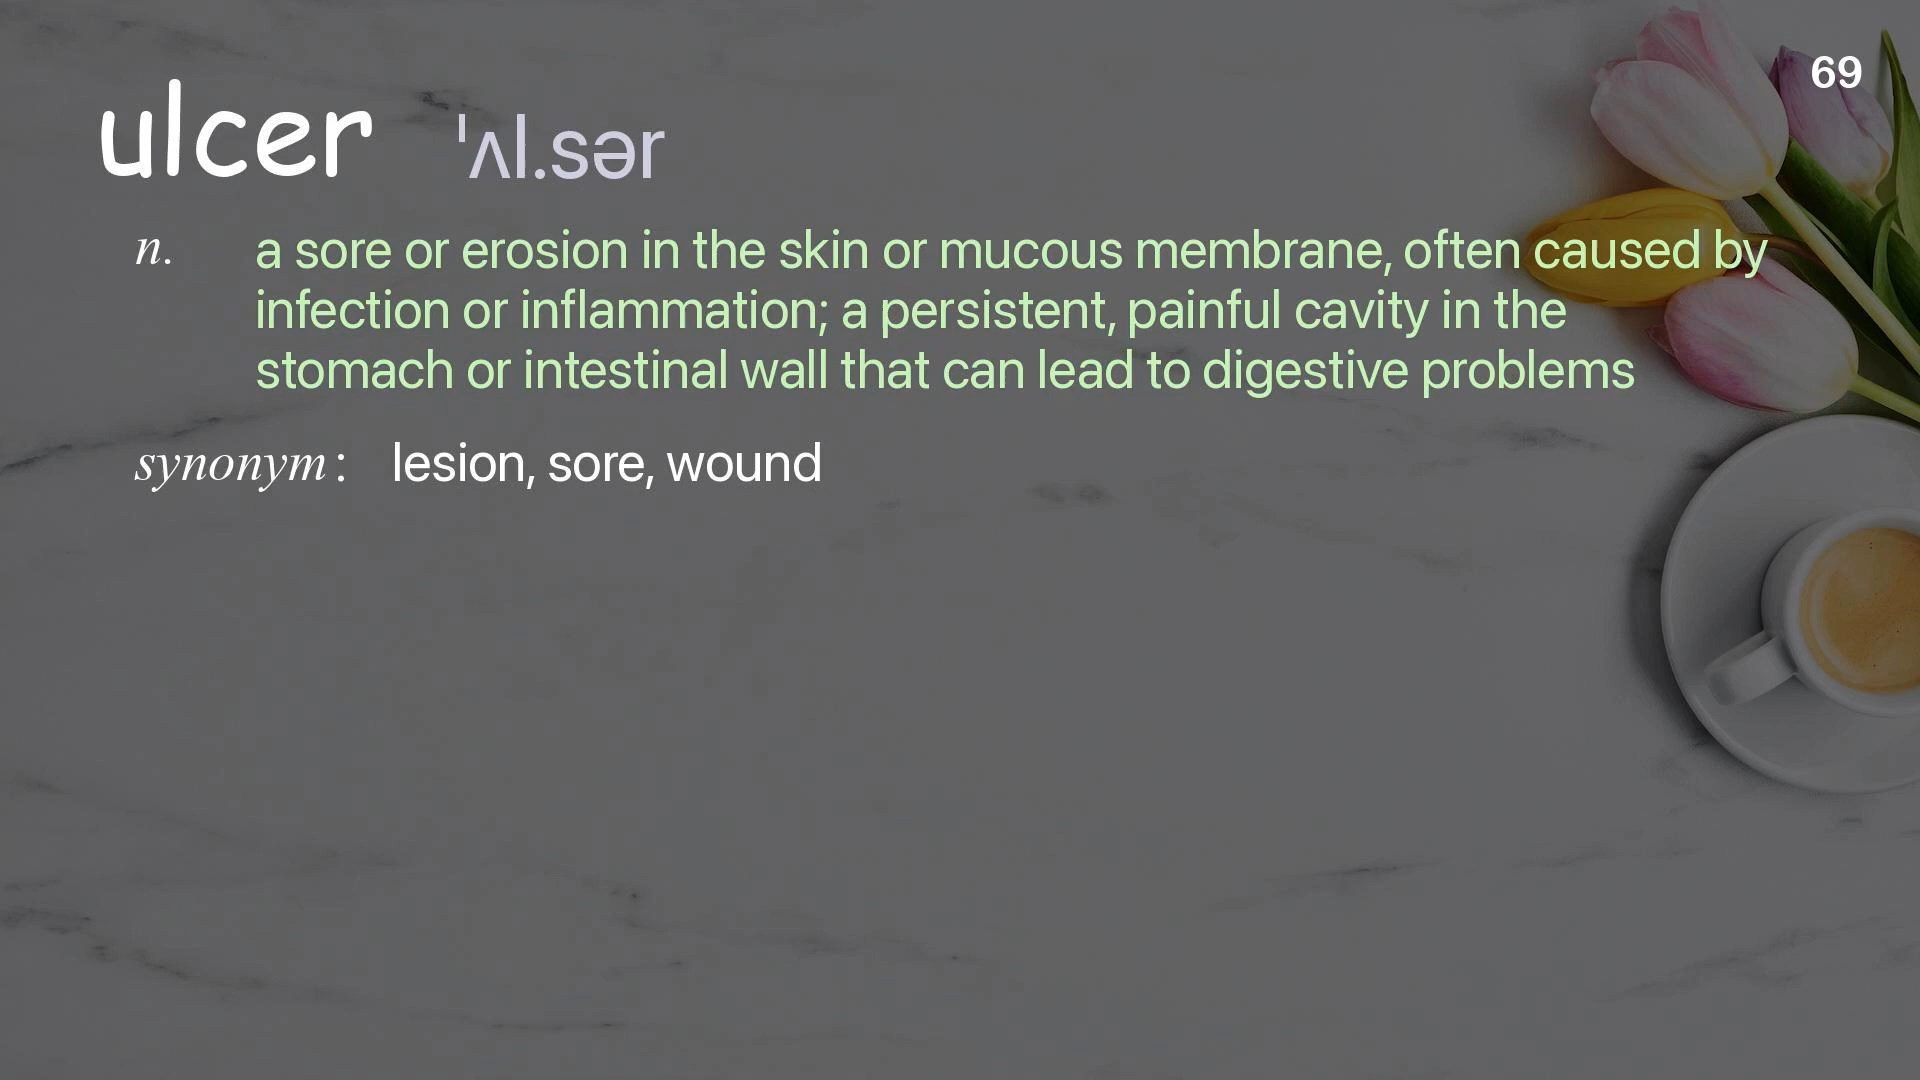 69
ulcer ˈʌl.sər
n. a sore or erosion in the skin or mucous membrane, often caused by
infection or inflammation; a persistent, painful cavity in the
stomach or intestinal wall that can lead to digestive problems
synonym: lesion, sore, wound